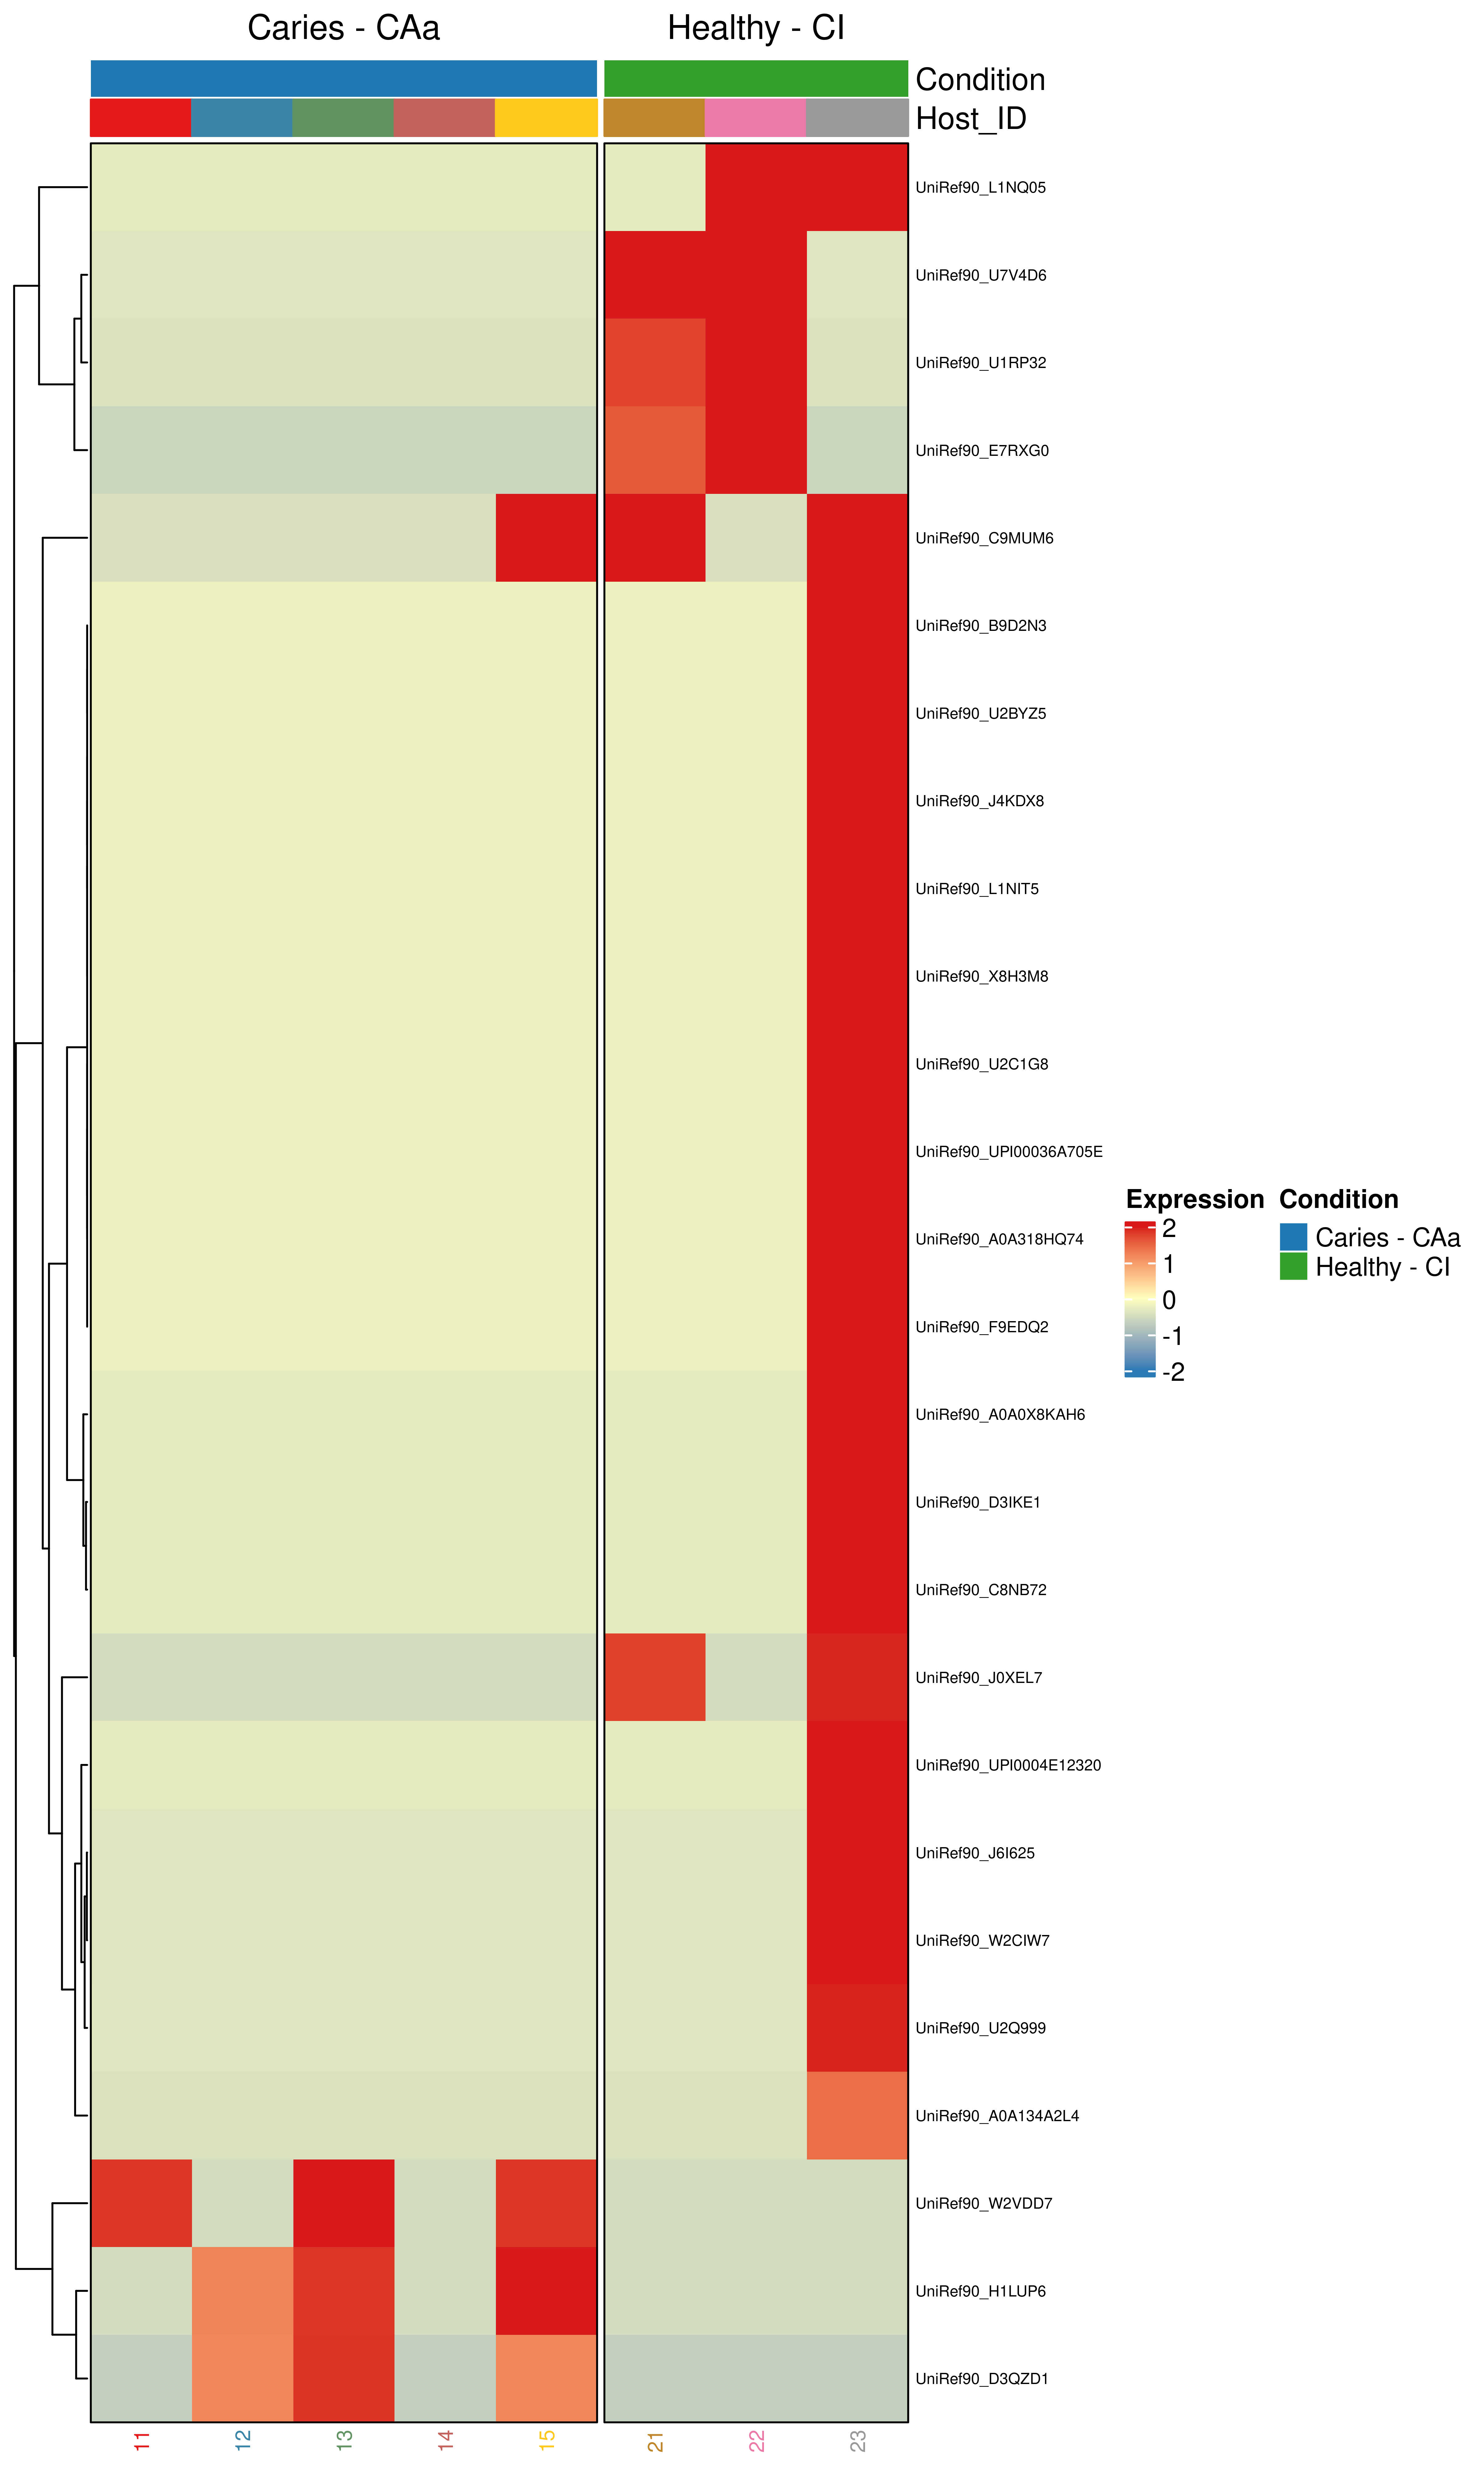 Caries - CAa
Healthy - CI
Condition
Host_ID
UniRef90_L1NQ05
UniRef90_U7V4D6
UniRef90_U1RP32
UniRef90_E7RXG0
UniRef90_C9MUM6
UniRef90_B9D2N3
UniRef90_U2BYZ5
UniRef90_J4KDX8
UniRef90_L1NIT5
UniRef90_X8H3M8
UniRef90_U2C1G8
UniRef90_UPI00036A705E
UniRef90_A0A318HQ74
UniRef90_F9EDQ2
UniRef90_A0A0X8KAH6
UniRef90_D3IKE1
UniRef90_C8NB72
UniRef90_J0XEL7
UniRef90_UPI0004E12320
UniRef90_J6I625
UniRef90_W2CIW7
UniRef90_U2Q999
UniRef90_A0A134A2L4
UniRef90_W2VDD7
UniRef90_H1LUP6
UniRef90_D3QZD1
Expression
2
1
0
-1
-2
Condition
Caries - CAa
Healthy - CI
11
12
13
14
15
21
22
23